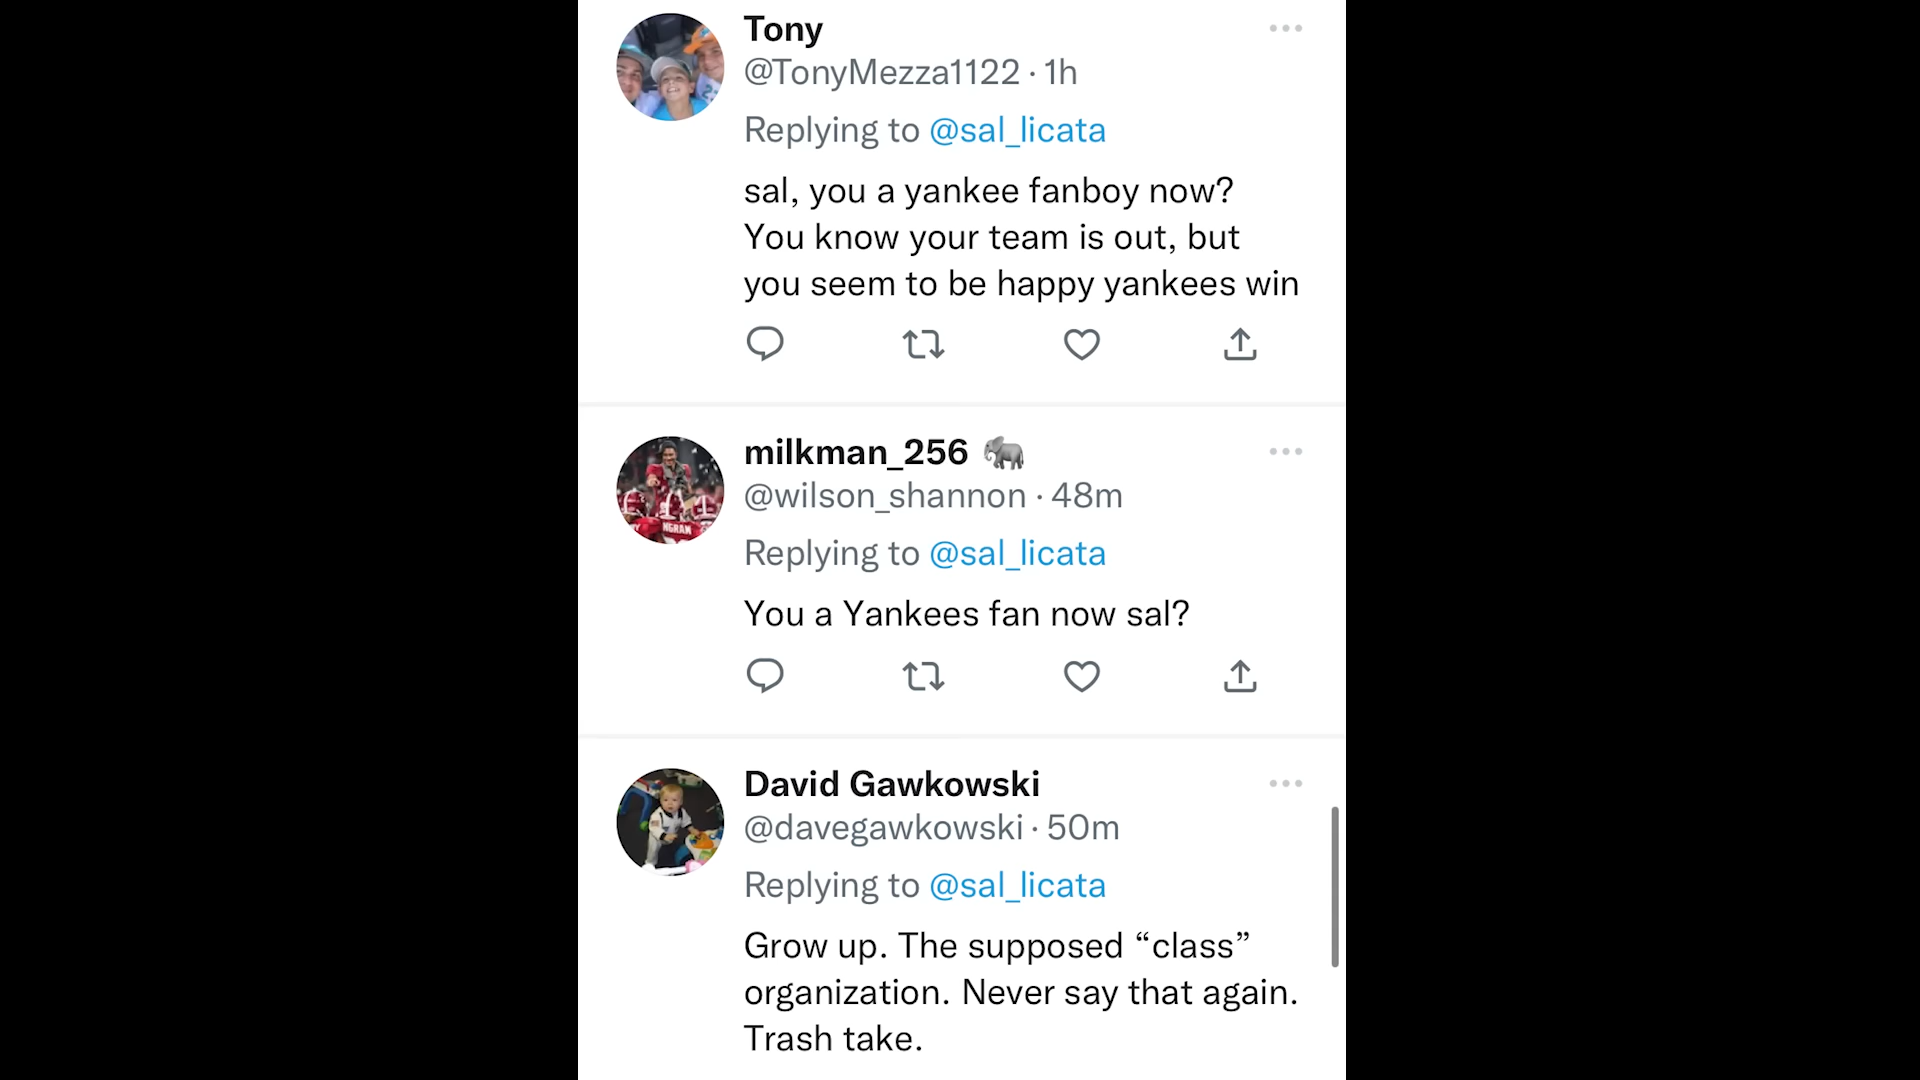 Tony
@TonyMezza1122 · 1h
Replying to @sal_licata
sal, you a yankee fanboy now?
You know your team is out, but
you seem to be happy yankees win
milkman_256 🐘
@wilson_shannon · 48m
Replying to @sal_licata
You a Yankees fan now sal?
NGRAM
David Gawkowski
@davegawkowski · 50m
Replying to @sal_licata
Grow up. The supposed “class”
organization. Never say that again.
Trash take.